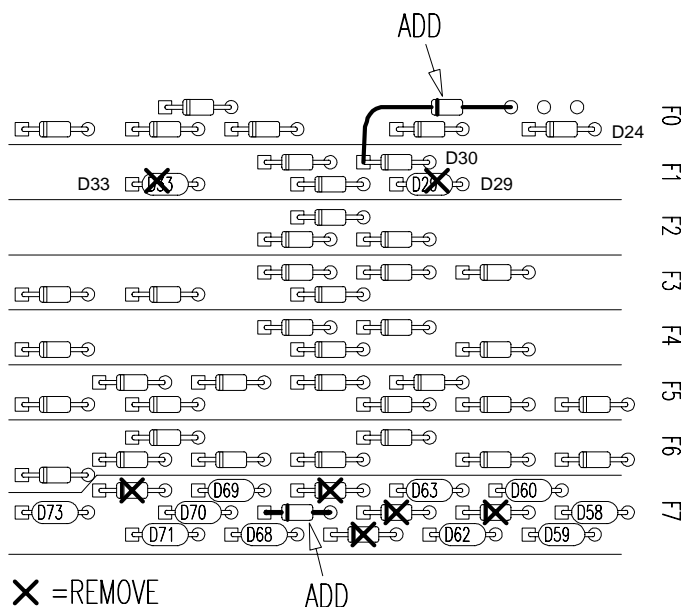 ADD
F0
D24
D30
F1
D33 D29
F2
F3
F4
F5
F6
D69 D63 D60
F7
D73 D70 D58
D71 D68 D62 D59
=REMOVE ADD